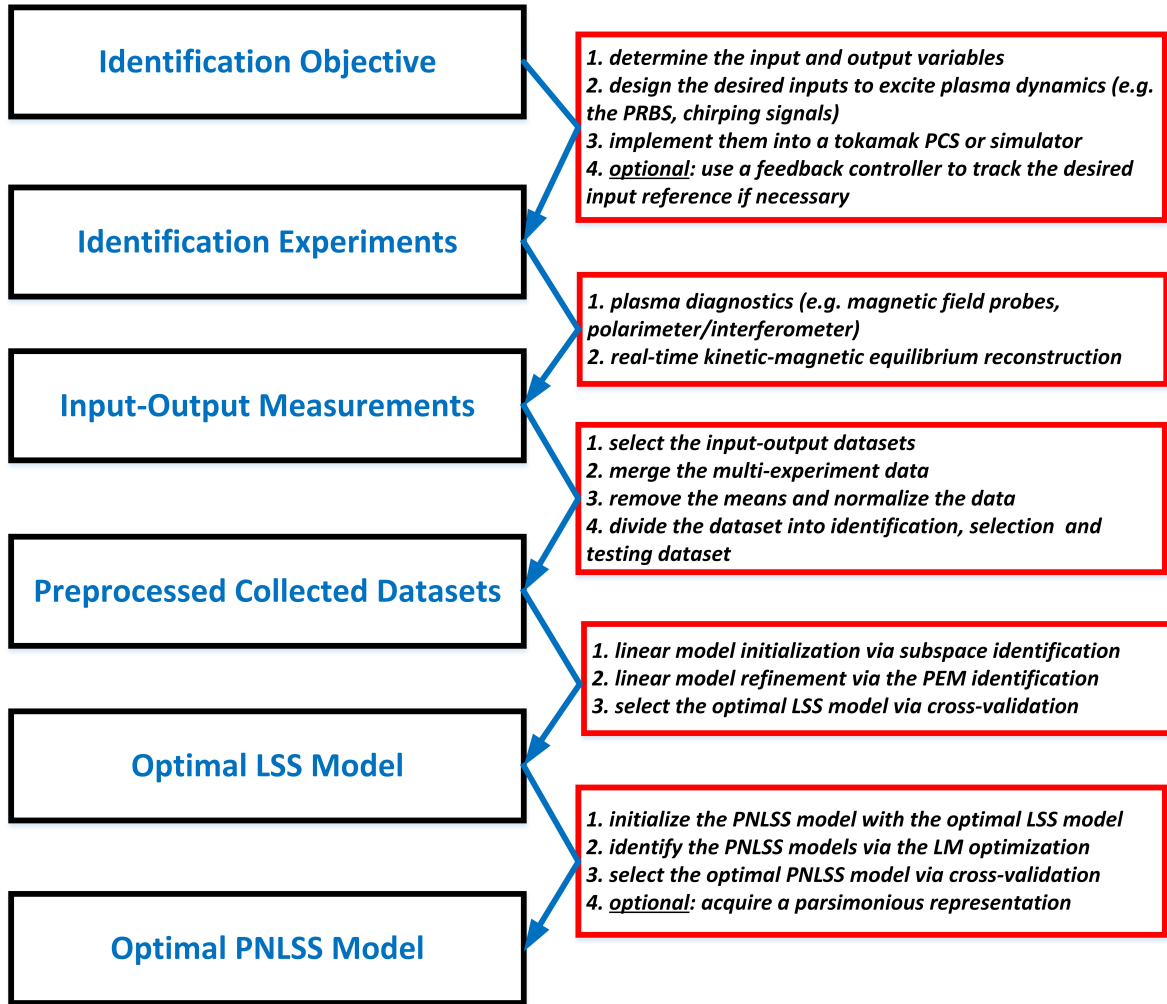 Identification Objective
1. determine the input and output variables
2. design the desired inputs to excite plasma dynamics (e.g.
the PRBS, chirping signals)
3. implement them into a tokamak PCS or simulator
4. optional: use a feedback controller to track the desired
input reference if necessary
Identification Experiments
1. plasma diagnostics (e.g. magnetic field probes,
polarimeter/interferometer)
2. real-time kinetic-magnetic equilibrium reconstruction
Input-Output Measurements
1. select the input-output datasets
2. merge the multi-experiment data
3. remove the means and normalize the data
4. divide the dataset into identification, selection and
testing dataset
Preprocessed Collected Datasets
1. linear model initialization via subspace identification
2. linear model refinement via the PEM identification
3. select the optimal LSS model via cross-validation
Optimal LSS Model
1. initialize the PNLSS model with the optimal LSS model
2. identify the PNLSS models via the LM optimization
3. select the optimal PNLSS model via cross-validation
4. optional: acquire a parsimonious representation
Optimal PNLSS Model